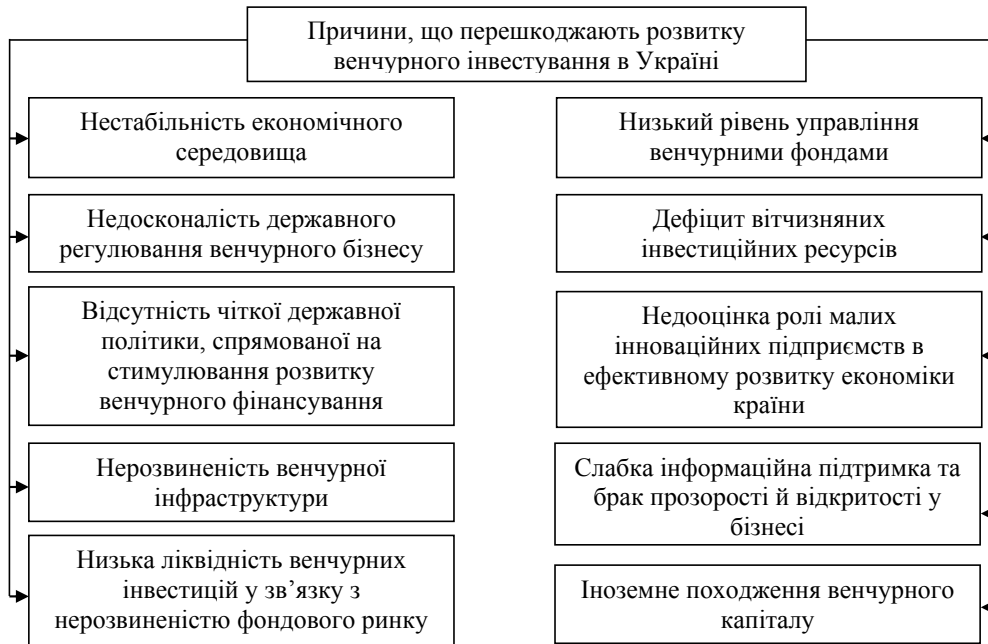 Причини, що перешкоджають розвитку
венчурного інвестування в Україні
Нестабільність економічного
середовища
Недосконалість державного
регулювання венчурного бізнесу
Відсутність чіткої державної
політики, спрямованої на
стимулювання розвитку
венчурного фінансування
Нерозвиненість венчурної
інфраструктури
Низька ліквідність венчурних
інвестицій у зв’язку з
нерозвиненістю фондового ринку
Низький рівень управління
венчурними фондами
Дефіцит вітчизняних
інвестиційних ресурсів
Недооцінка ролі малих
інноваційних підприємств в
ефективному розвитку економіки
країни
Слабка інформаційна підтримка та
брак прозорості й відкритості у
бізнесі
Іноземне походження венчурного
капіталу